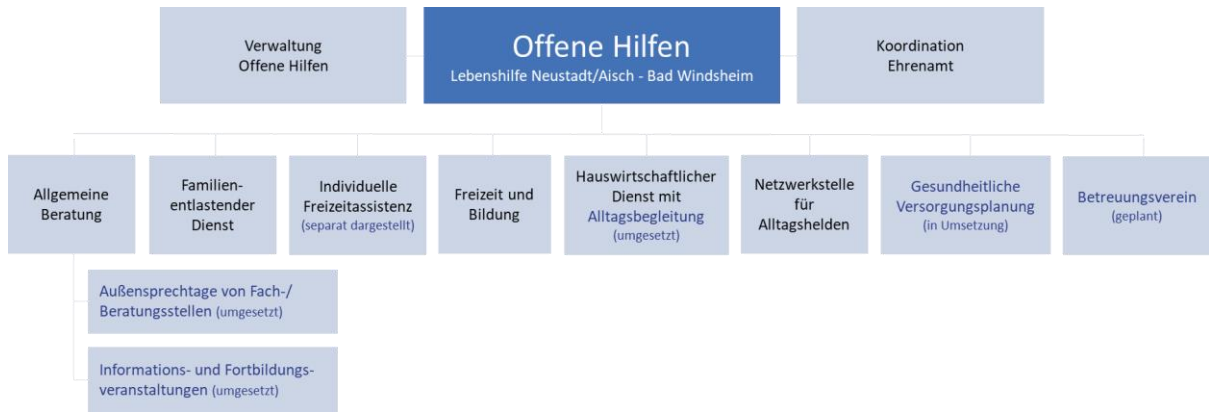 Verwaltung
Offene Hilfen
Offene Hilfen
Lebenshilfe Neustadt/Aisch - Bad Windsheim
Koordination
Ehrenamt
Allgemeine
Beratung
Familien-
entlastender
Dienst
Individuelle
Freizeitassistenz
(separat dargestellt)
Freizeit und
Bildung
Hauswirtschaftlicher
Dienst mit
Alltagsbegleitung
(umgesetzt)
Netzwerkstelle
für
Alltagshelden
Gesundheitliche
Versorgungsplanung
(in Umsetzung)
Betreuungsverein
(geplant)
Außensprechtage von Fach-/
Beratungsstellen (umgesetzt)
Informations- und Fortbildungs-
veranstaltungen (umgesetzt)